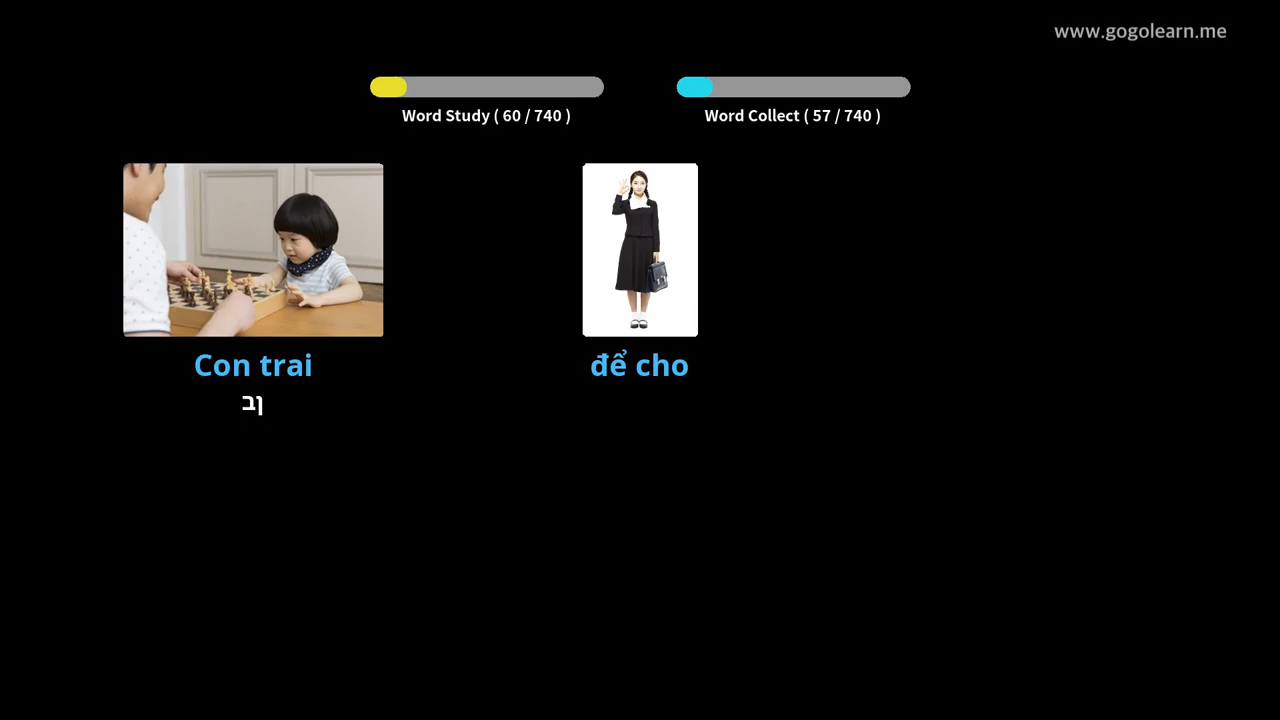 www.gogolearn.me
Word Study ( 60 / 740 )
Word Collect ( 57 / 740 )
Con trai
בן
để cho